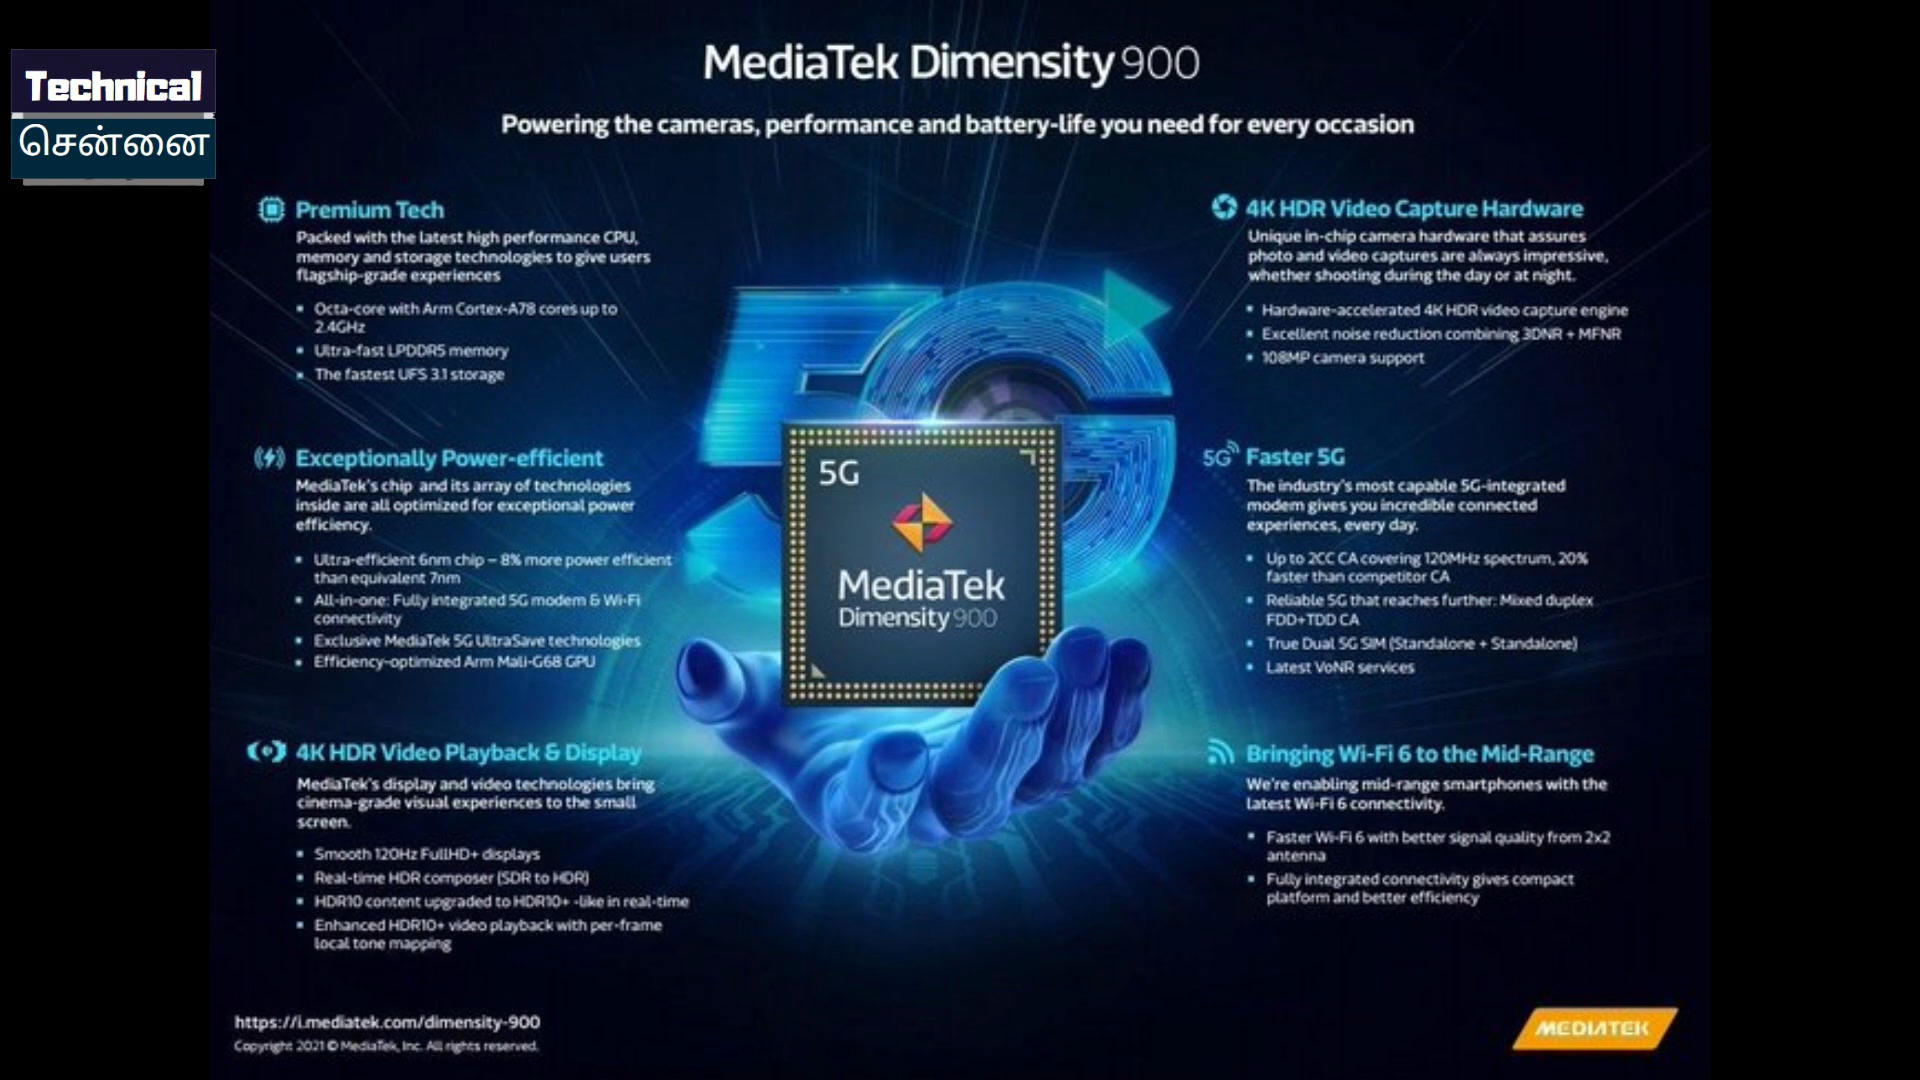 Technical
சென்னை
MediaTek Dimensity 900
Powering the cameras, performance and battery-life you need for every occasion
Premium Tech
Packed with the latest high performance CPU,
memory and storage technologies to give users
flagship-grade experiences
▪ Octa-core with Arm Cortex-A78 cores up to
2.4GHz
▪ Ultra-fast LPDDR5 memory
▪ The fastest UFS 3.1 storage
Exceptionally Power-efficient
MediaTek's chip and its array of technologies
inside are all optimized for exceptional power
efficiency.
▪ Ultra-efficient 6nm chip – 8% more power efficient
than equivalent 7nm
▪ All-in-one: Fully integrated 5G modem & Wi-Fi
connectivity
▪ Exclusive MediaTek 5G UltraSave technologies
▪ Efficiency-optimized Arm Mali-G68 GPU
4K HDR Video Playback & Display
MediaTek's display and video technologies bring
cinema-grade visual experiences to the small
screen.
▪ Smooth 120Hz FullHD+ displays
▪ Real-time HDR composer (SDR to HDR)
▪ HDR10 content upgraded to HDR10+ -like in real-time
▪ Enhanced HDR10+ video playback with per-frame
local tone mapping
5G
5G
MediaTek
Dimensity 900
4K HDR Video Capture Hardware
Unique in-chip camera hardware that assures
photo and video captures are always impressive,
whether shooting during the day or at night.
▪ Hardware-accelerated 4K HDR video capture engine
▪ Excellent noise reduction combining 3DNR + MFNR
▪ 108MP camera support
5G Faster 5G
The industry's most capable 5G-integrated
modem gives you incredible connected
experiences, every day.
▪ Up to 2CC CA covering 120MHz spectrum, 20%
faster than competitor CA
▪ Reliable 5G that reaches further: Mixed duplex
FDD+TDD CA
▪ True Dual 5G SIM (Standalone + Standalone)
▪ Latest VoNR services
Bringing Wi-Fi 6 to the Mid-Range
We're enabling mid-range smartphones with the
latest Wi-Fi 6 connectivity.
▪ Faster Wi-Fi 6 with better signal quality from 2x2
antenna
▪ Fully integrated connectivity gives compact
platform and better efficiency
https://i.mediatek.com/dimensity-900
Copyright 2021 © MediaTek, Inc. All rights reserved.
MEDIATEK